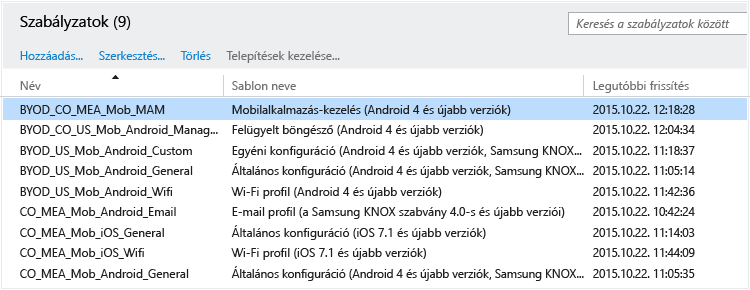 Szabályzatok (9)
Keresés a szabályzatok között
Hozzáadás... Szerkesztés... Törlés Telepítések kezelése...
Név Sablon neve Legutóbbi frissítés
BYOD_CO_MEA_Mob_MAM Mobilalkalmazás-kezelés (Android 4 és újabb verziók) 2015.10.22. 12:18:28
BYOD_CO_US_Mob_Android_Manag... Felügyelt böngésző (Android 4 és újabb verziók) 2015.10.22. 12:04:34
BYOD_US_Mob_Android_Custom Egyéni konfiguráció (Android 4 és újabb verziók, Samsung KNOX... 2015.10.22. 11:18:37
BYOD_US_Mob_Android_General Általános konfiguráció (Android 4 és újabb verziók, Samsung KNOX... 2015.10.22. 11:05:14
BYOD_US_Mob_Android_Wifi Wi-Fi profil (Android 4 és újabb verziók) 2015.10.22. 11:42:36
CO_MEA_Mob_Android_Email E-mail profil (a Samsung KNOX szabvány 4.0-s és újabb verziói) 2015.10.22. 10:42:24
CO_MEA_Mob_iOS_General Általános konfiguráció (iOS 7.1 és újabb verziók) 2015.10.22. 11:14:03
CO_MEA_Mob_iOS_Wifi Wi-Fi profil (iOS 7.1 és újabb verziók) 2015.10.22. 11:44:09
CO_MEA_Mob_Android_General Általános konfiguráció (Android 4 és újabb verziók, Samsung KNOX... 2015.10.22. 11:05:35